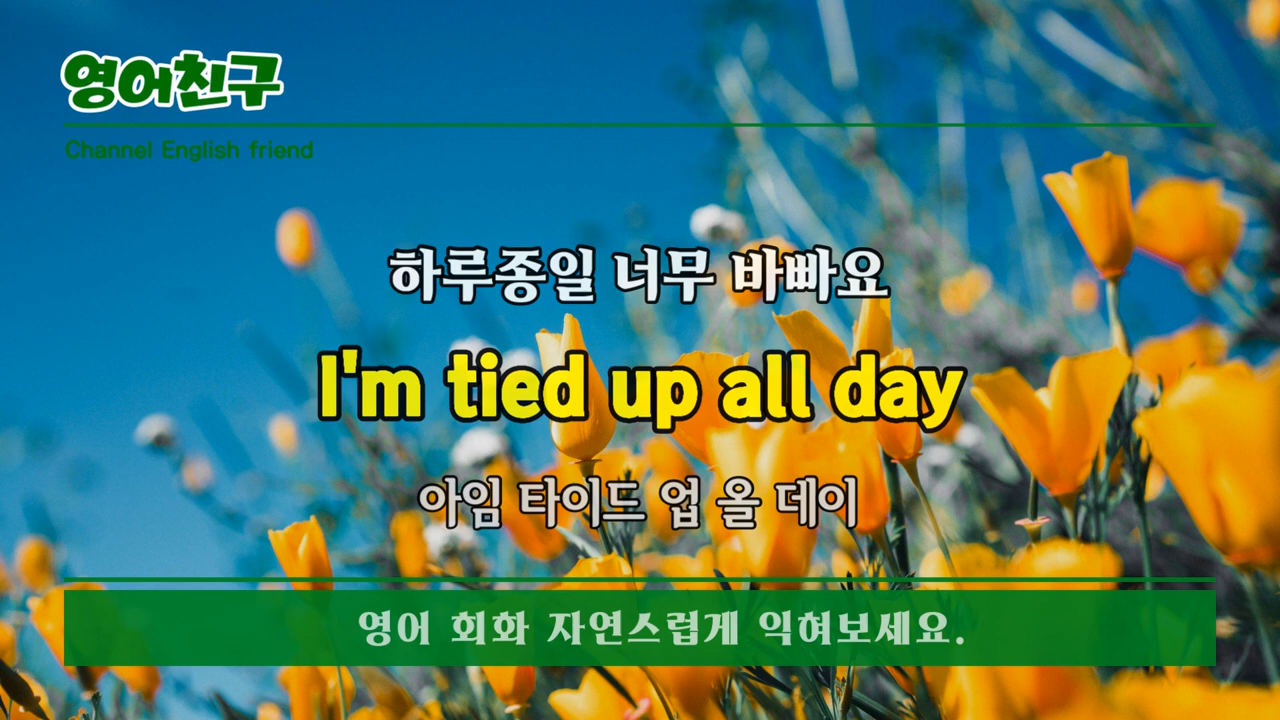 영어친구
Channel English friend
하루종일 너무 바빠요
I'm tied up all day
아임 타이드 업 올 데이
영어 회화 자연스럽게 익혀보세요.